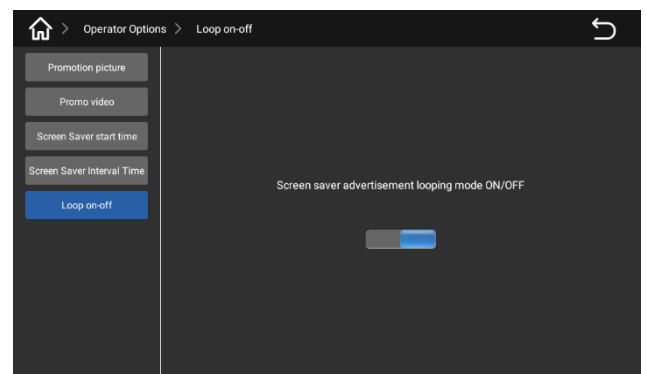 > Operator Options > Loop on-off
Promotion picture
Promo video
Screen Saver start time
Screen Saver Interval Time
Loop on-off
Screen saver advertisement looping mode ON/OFF